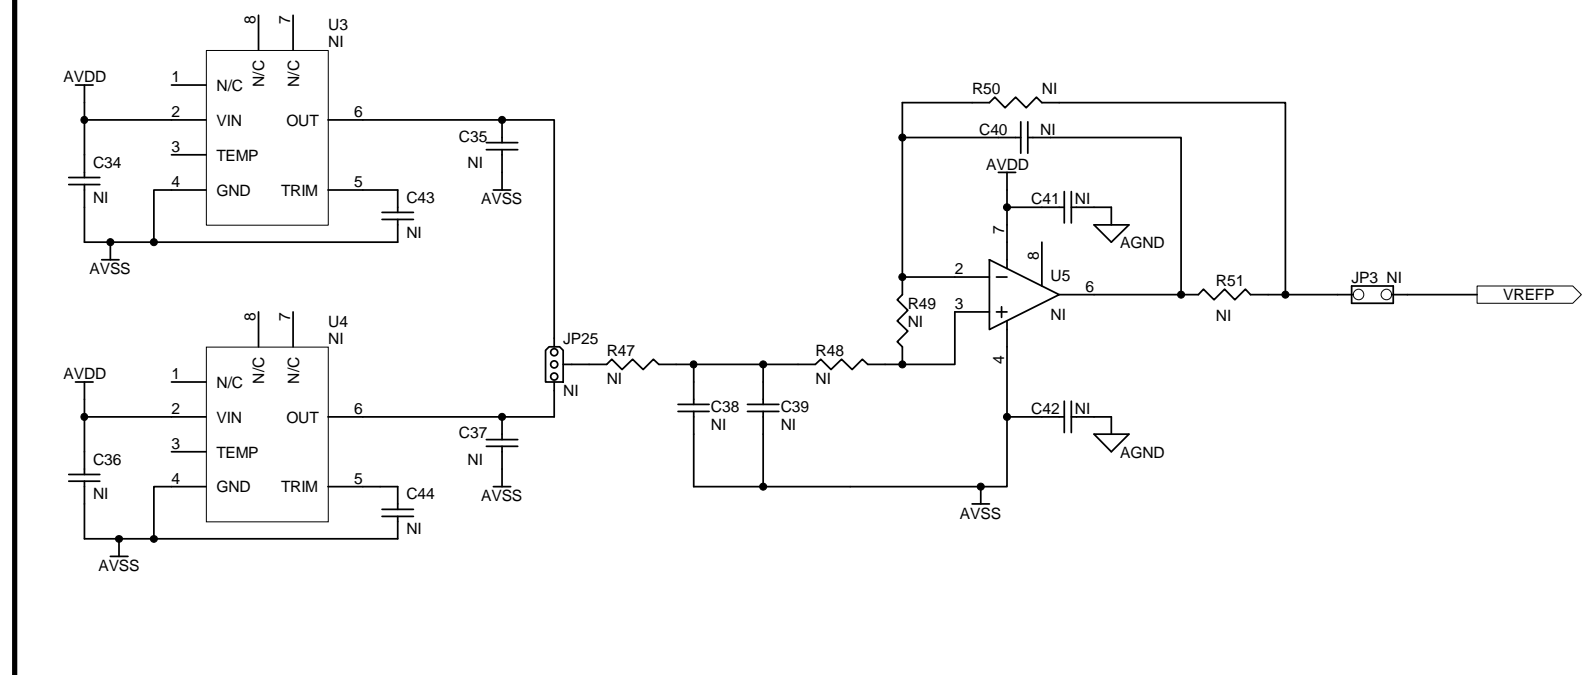 8
7
U3
NI
N/C
N/C
AVDD
1
N/C
2
VIN
OUT
6
3
TEMP
C34
NI
4
GND
TRIM
5
C43
NI
C35
NI
AVSS
AVSS
8
7
U4
NI
N/C
N/C
AVDD
1
N/C
2
VIN
OUT
6
3
TEMP
C36
NI
4
GND
TRIM
5
C44
NI
C37
NI
AVSS
AVSS
JP25
NI
R47
NI
C38
NI
C39
NI
R48
NI
R49
NI
R50
NI
C40
NI
AVDD
C41
NI
AGND
7
8
2
3
U5
NI
6
4
C42
NI
AGND
AVSS
R51
NI
JP3 NI
VREFP